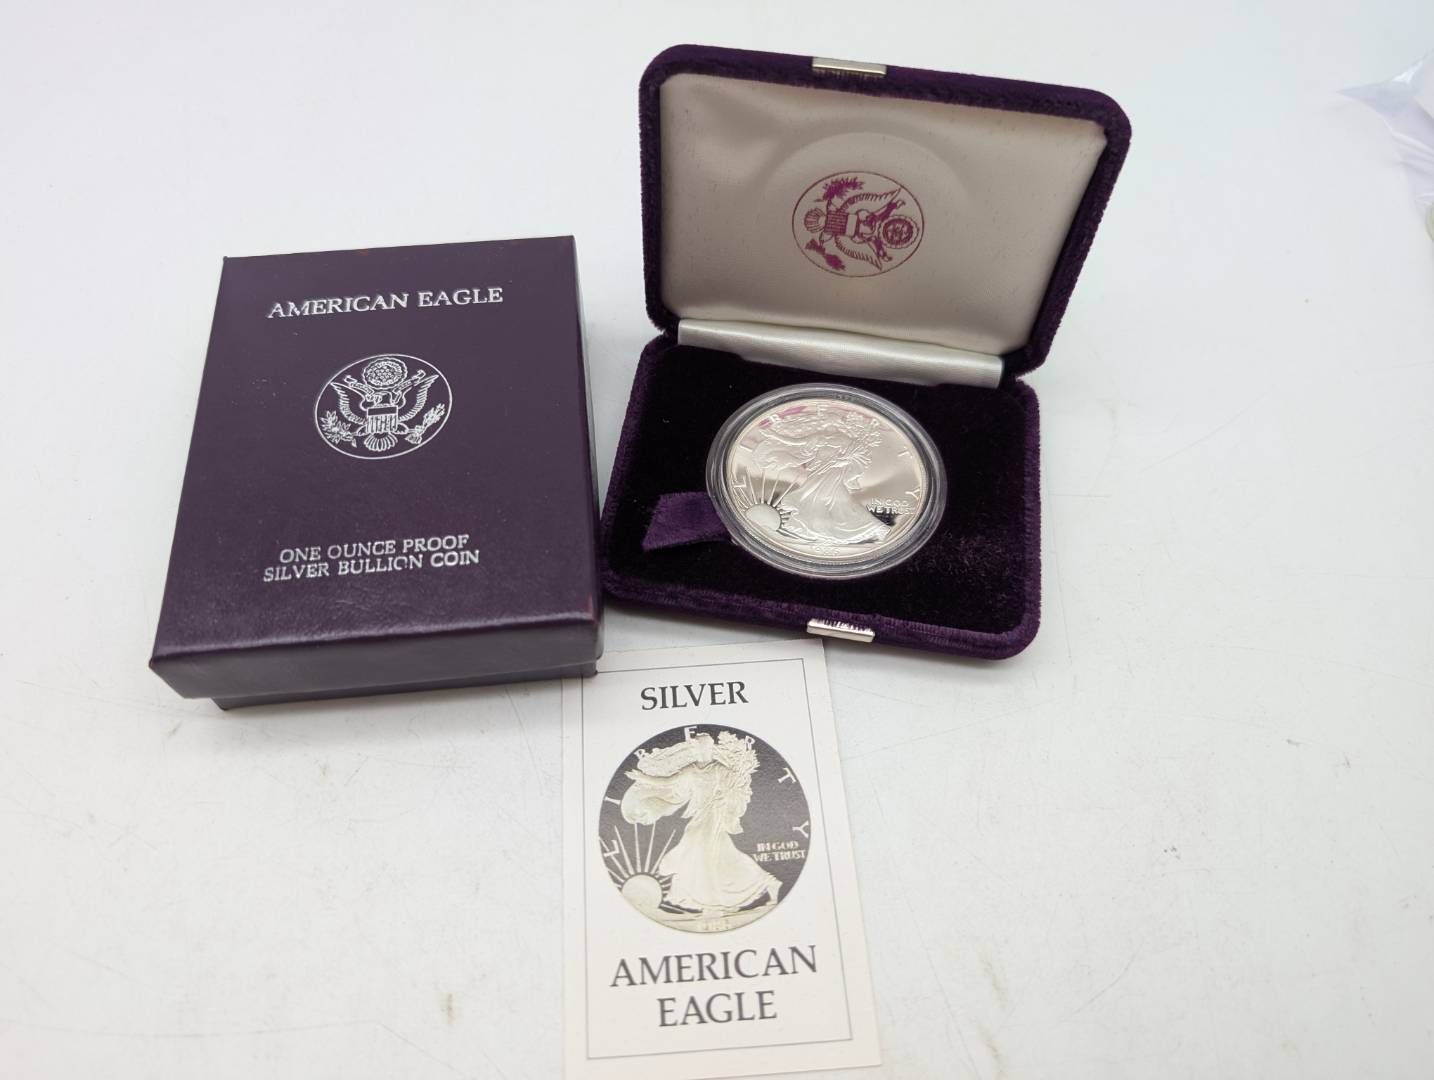 AMERICAN EAGLE
ONE OUNCE PROOF
SILVER BULLION COIN
LIBERTY
IN GOD
WE TRUST
1986
SILVER
LIBERTY
IN GOD
WE TRUST
AMERICAN
EAGLE